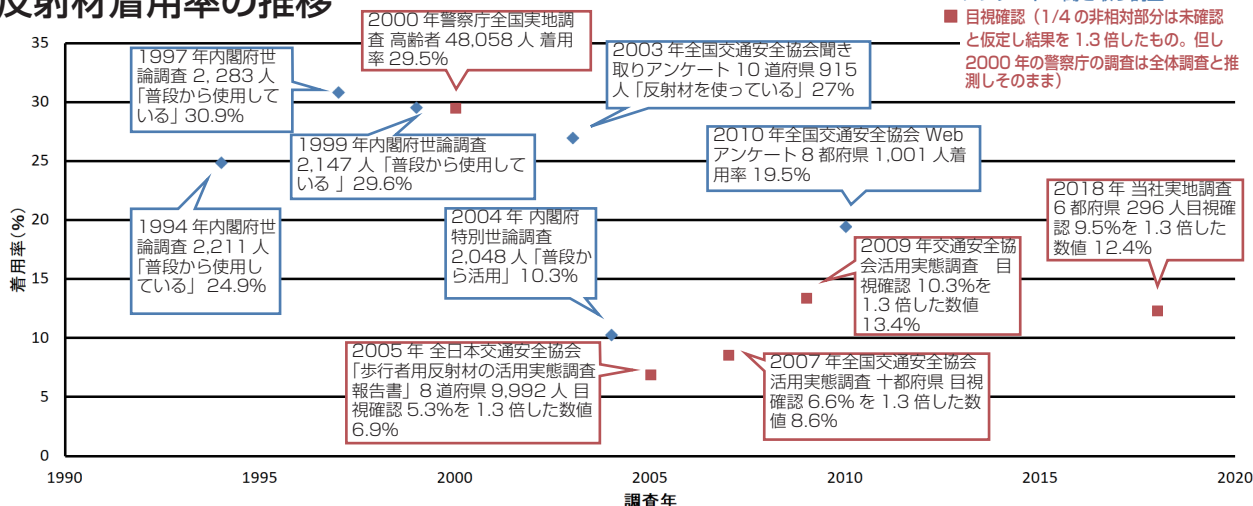 反射材着用率の推移
■ 目視確認（1/4 の非相対部分は未確認
と仮定し結果を 1.3 倍したもの。但し
2000 年の警察庁の調査は全体調査と推
測しそのまま）
2000 年警察庁全国実地調
査 高齢者 48,058 人 着用
率 29.5%
1997 年内閣府世
論調査 2, 283 人
「普段から使用して
いる」30.9%
2003 年全国交通安全協会聞き
取りアンケート 10 道府県 915
人「反射材を使っている」27%
1999 年内閣府世論調査
2,147 人「普段から使用して
いる 」29.6%
2010 年全国交通安全協会 Web
アンケート 8 都府県 1,001 人着
用率 19.5%
1994 年内閣府世
論調査 2,211 人
「普段から使用し
ている」24.9%
2004 年 内閣府
特別世論調査
2,048 人「普段か
ら活用」10.3%
2018 年 当社実地調査
6 都府県 296 人目視確
認 9.5%を 1.3 倍した
数値 12.4%
2009 年交通安全協
会活用実態調査 目
視確認 10.3%を
1.3 倍した数値
13.4%
2005 年 全日本交通安全協会
「歩行者用反射材の活用実態調査
報告書」8 道府県 9,992 人 目
視確認 5.3%を 1.3 倍した数値
6.9%
2007 年全国交通安全協会
活用実態調査 十都府県 目視
確認 6.6% を 1.3 倍した数
値 8.6%
着用率(%)
35
30
25
20
15
10
5
0
1990
1995
2000
2005
2010
2015
2020
調査年